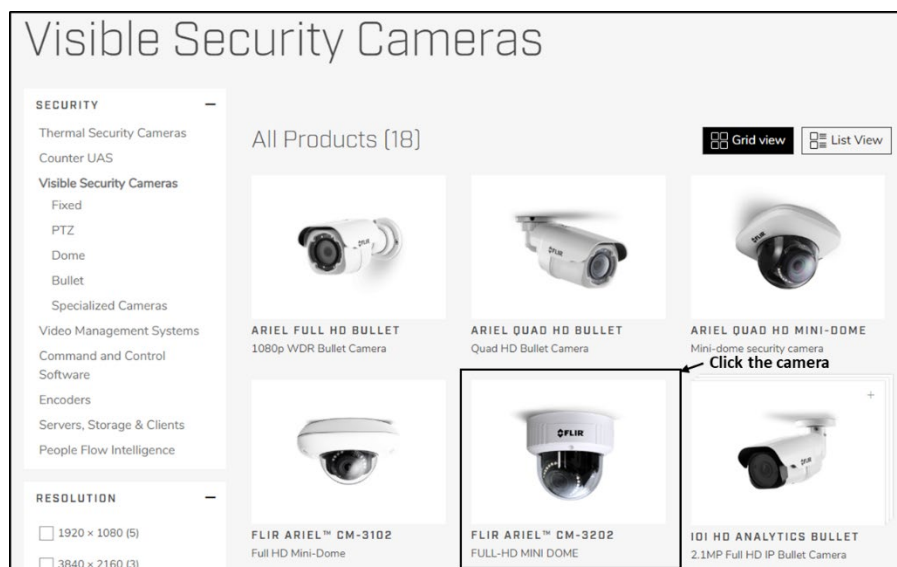 Visible Security Cameras
SECURITY
Thermal Security Cameras
Counter UAS
Visible Security Cameras
Fixed
PTZ
Dome
Bullet
Specialized Cameras
Video Management Systems
Command and Control
Software
Encoders
Servers, Storage & Clients
People Flow Intelligence
RESOLUTION
1920 × 1080 (5)
3840 × 2160 (3)
All Products (18)
Grid view
List View
FLIR
ARIEL FULL HD BULLET
1080p WDR Bullet Camera
FLIR
ARIEL QUAD HD BULLET
Quad HD Bullet Camera
FLIR
ARIEL QUAD HD MINI-DOME
Mini-dome security camera
Click the camera
FLIR ARIEL™ CM-3102
Full HD Mini-Dome
FLIR
FLIR ARIEL™ CM-3202
FULL-HD MINI DOME
+
FLIR
IOI HD ANALYTICS BULLET
2.1MP Full HD IP Bullet Camera